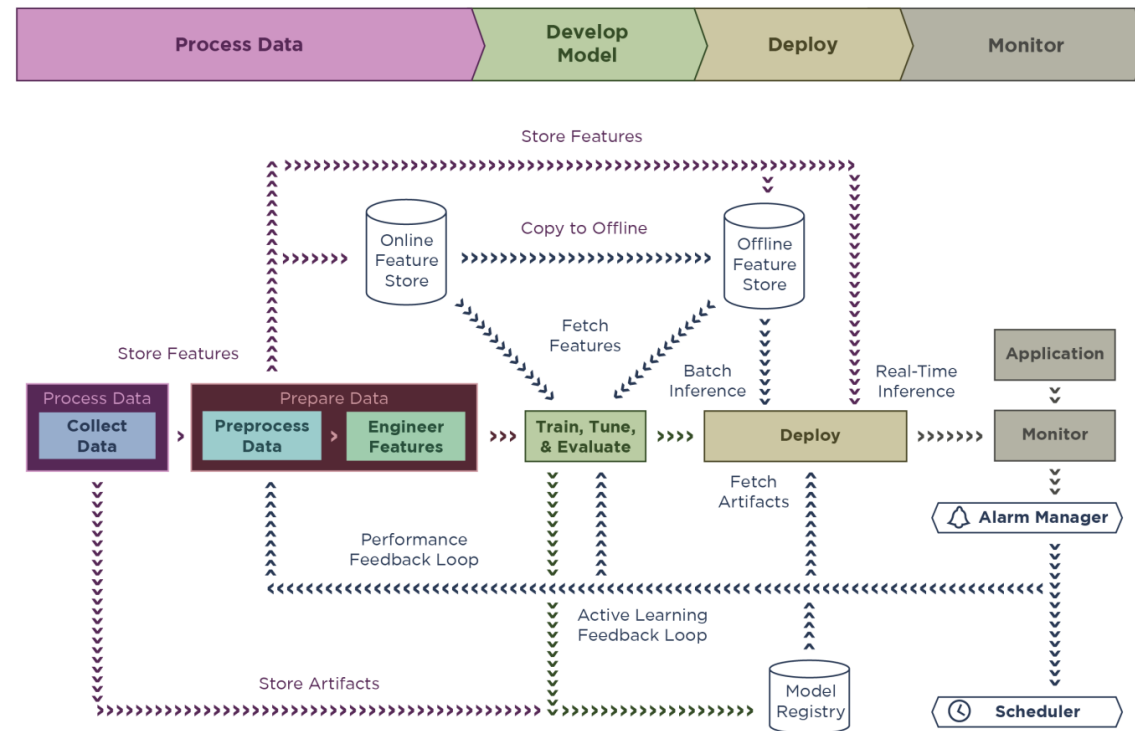 Process Data
Develop
Model
Deploy
Monitor
Store Features
Online
Feature
Store
Copy to Offline
Offline
Feature
Store
Fetch
Features
Store Features
Batch
Inference
Real-Time
Inference
Application
Process Data
Collect
Data
Prepare Data
Preprocess
Data
Engineer
Features
Train, Tune,
& Evaluate
Deploy
Monitor
Fetch
Artifacts
Alarm Manager
Performance
Feedback Loop
Active Learning
Feedback Loop
Store Artifacts
Model
Registry
Scheduler